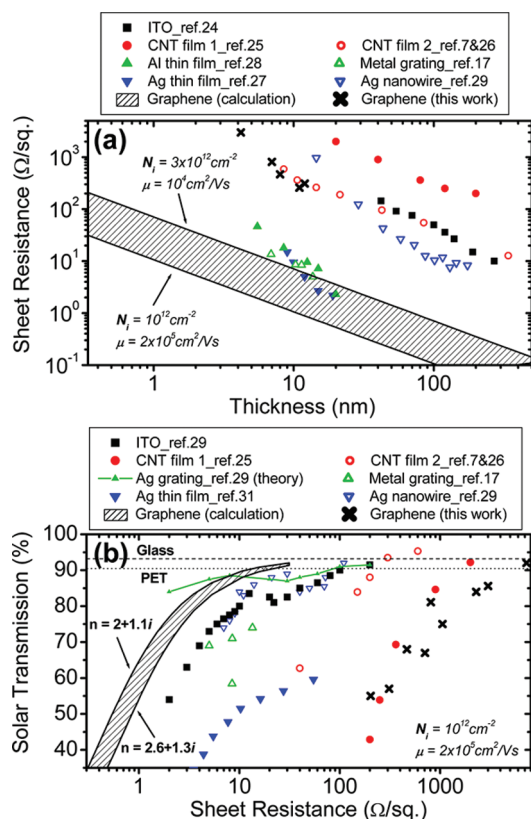 ITO_ref.24
CNT film 1_ref.25 CNT film 2_ref.7&26
Al thin film_ref.28 Metal grating_ref.17
Ag thin film_ref.27 Ag nanowire_ref.29
Graphene (calculation) Graphene (this work)
(a)
Sheet Resistance (Ω/sq.)
10³
10²
10¹
10⁰
10⁻¹
Nᵢ = 3x10¹²cm⁻²
μ = 10⁴cm²/Vs
Nᵢ = 10¹²cm⁻²
μ = 2x10⁵cm²/Vs
1 10 100
Thickness (nm)
ITO_ref.29
CNT film 1_ref.25 CNT film 2_ref.7&26
Ag grating_ref.29 (theory) Metal grating_ref.17
Ag thin film_ref.31 Ag nanowire_ref.29
Graphene (calculation) Graphene (this work)
(b)
Solar Transmission (%)
100
90
80
70
60
50
40
Glass
PET
n = 2+1.1i
n = 2.6+1.3i
Nᵢ = 10¹²cm⁻²
μ = 2x10⁵cm²/Vs
1 10 100 1000
Sheet Resistance (Ω/sq.)